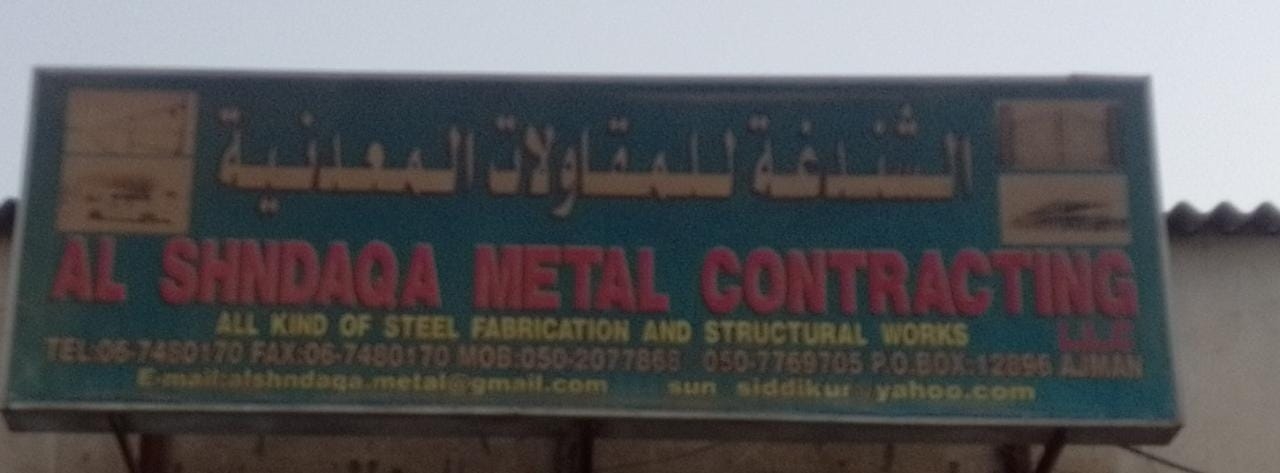 الشندغة للمقاولات المعدنية
AL SHNDAQA METAL CONTRACTING
L.L.C
ALL KIND OF STEEL FABRICATION AND STRUCTURAL WORKS
TEL:06-7480170 FAX:06-7480170 MOB:050-2077868 050-7769705 P.O.BOX:12896 AJMAN
E-mail:alshndaqa.metal@gmail.com sun siddikur yahoo.com